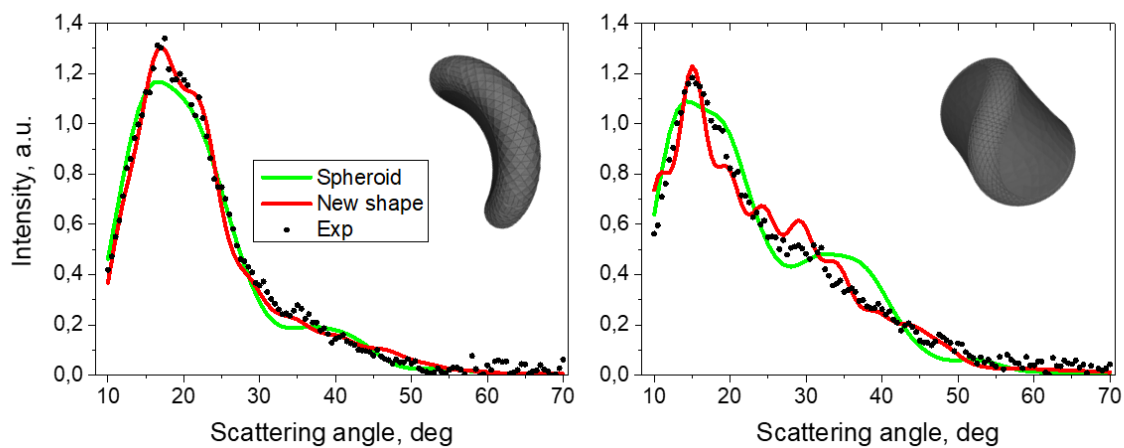 Intensity, a.u.
1,4
1,2
1,0
0,8
0,6
0,4
0,2
0,0
10 20 30 40 50 60 70
Scattering angle, deg
Spheroid
New shape
Exp
1,4
1,2
1,0
0,8
0,6
0,4
0,2
0,0
10 20 30 40 50 60 70
Scattering angle, deg